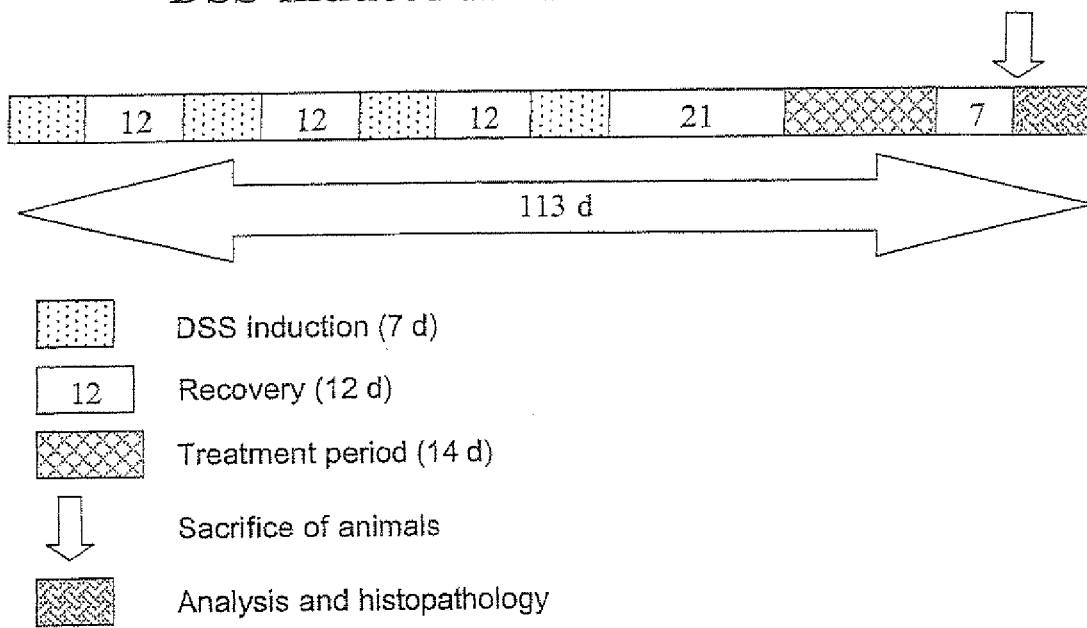 12 12 12 21 7
113 d
DSS induction (7 d)
12 Recovery (12 d)
Treatment period (14 d)
Sacrifice of animals
Analysis and histopathology